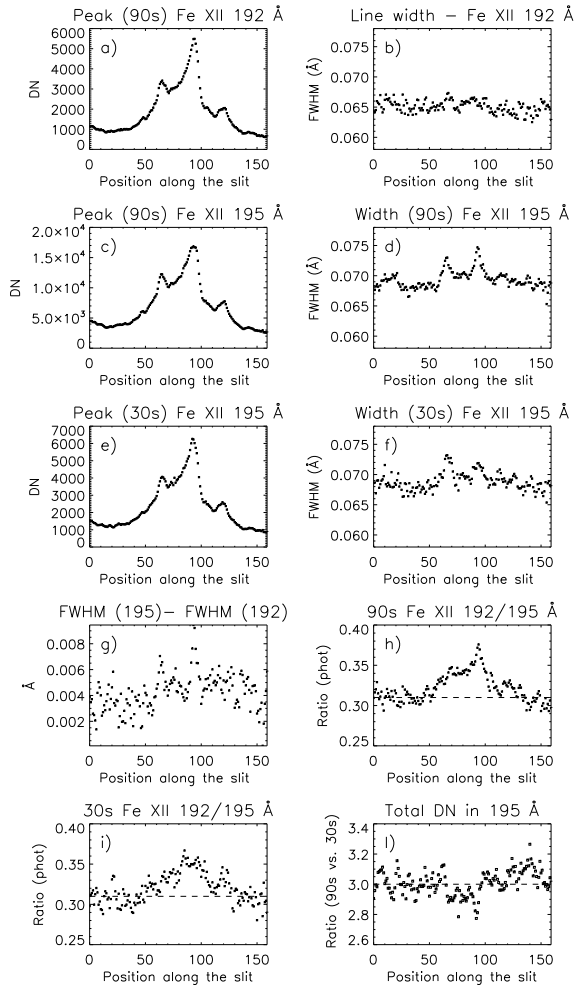 Peak (90s) Fe XII 192 Å
a)
DN
6000
5000
4000
3000
2000
1000
0
0 50 100 150
Position along the slit
Line width – Fe XII 192 Å
b)
FWHM (Å)
0.075
0.070
0.065
0.060
0 50 100 150
Position along the slit
Peak (90s) Fe XII 195 Å
c)
DN
2.0×10⁴
1.5×10⁴
1.0×10⁴
5.0×10³
0
0 50 100 150
Position along the slit
Width (90s) Fe XII 195 Å
d)
FWHM (Å)
0.075
0.070
0.065
0.060
0 50 100 150
Position along the slit
Peak (30s) Fe XII 195 Å
e)
DN
7000
6000
5000
4000
3000
2000
1000
0
0 50 100 150
Position along the slit
Width (30s) Fe XII 195 Å
f)
FWHM (Å)
0.075
0.070
0.065
0.060
0 50 100 150
Position along the slit
FWHM (195)– FWHM (192)
g)
Å
0.008
0.006
0.004
0.002
0 50 100 150
Position along the slit
90s Fe XII 192/195 Å
h)
Ratio (phot)
0.40
0.35
0.30
0.25
0 50 100 150
Position along the slit
30s Fe XII 192/195 Å
i)
Ratio (phot)
0.40
0.35
0.30
0.25
0 50 100 150
Position along the slit
Total DN in 195 Å
l)
Ratio (90s vs. 30s)
3.4
3.2
3.0
2.8
2.6
0 50 100 150
Position along the slit